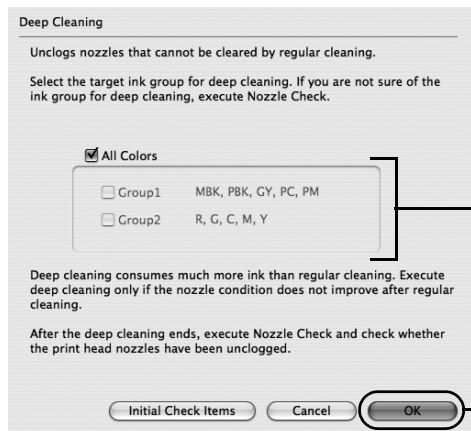 Deep Cleaning
Unclogs nozzles that cannot be cleared by regular cleaning.
Select the target ink group for deep cleaning. If you are not sure of the
ink group for deep cleaning, execute Nozzle Check.
All Colors
Group1 MBK, PBK, GY, PC, PM
Group2 R, G, C, M, Y
Deep cleaning consumes much more ink than regular cleaning. Execute
deep cleaning only if the nozzle condition does not improve after regular
cleaning.
After the deep cleaning ends, execute Nozzle Check and check whether
the print head nozzles have been unclogged.
Initial Check Items Cancel OK